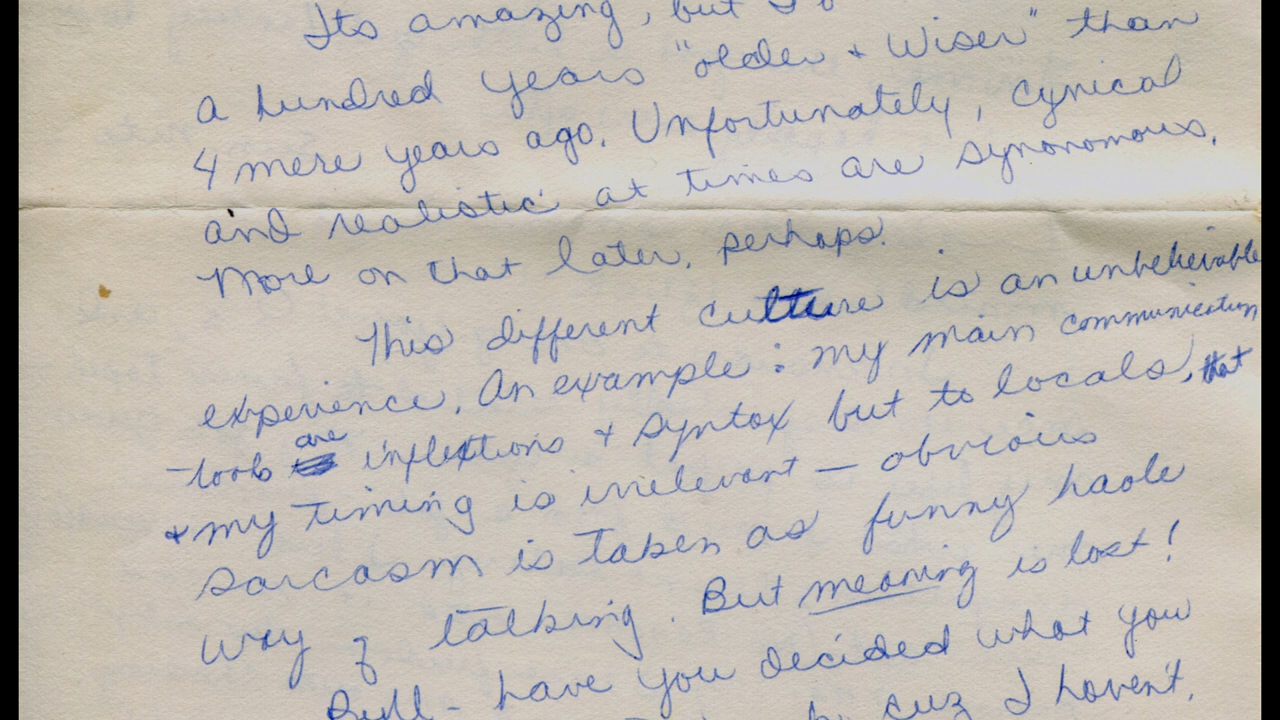 Its amazing, but I
a hundred years "older + Wiser" than
4 mere years ago. Unfortunately, cynical
and realistic at times are synonomous.
More on that later, perhaps.
This different culture is an unbelievable
experience. An example: my main communication
tools are inflextions + syntax but to locals, that
+ my timing is irrelevant — obvious
sarcasm is taken as funny haole
way of talking. But meaning is lost!
Bill - have you decided what you
cuz I haven't.